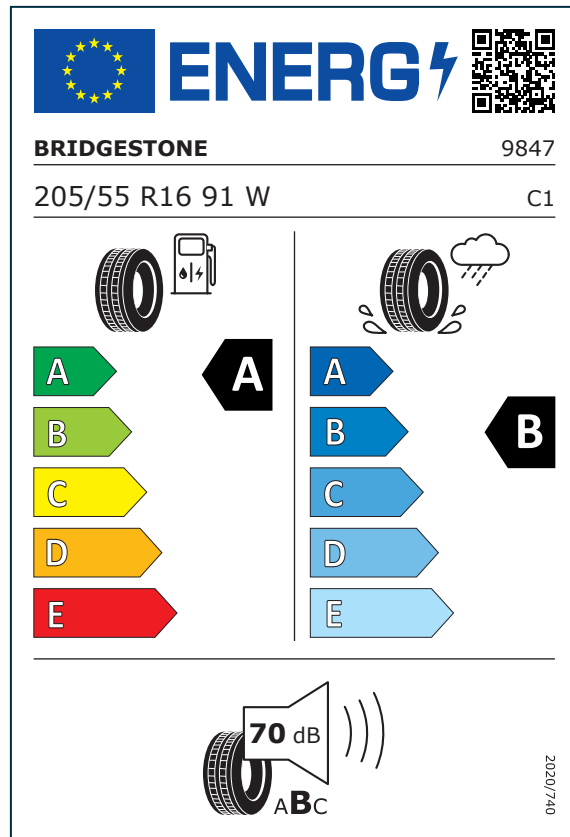 ENERG
BRIDGESTONE 9847
205/55 R16 91 W C1
A A A
B B B
C C
D D
E E
70 dB
ABC
2020/740